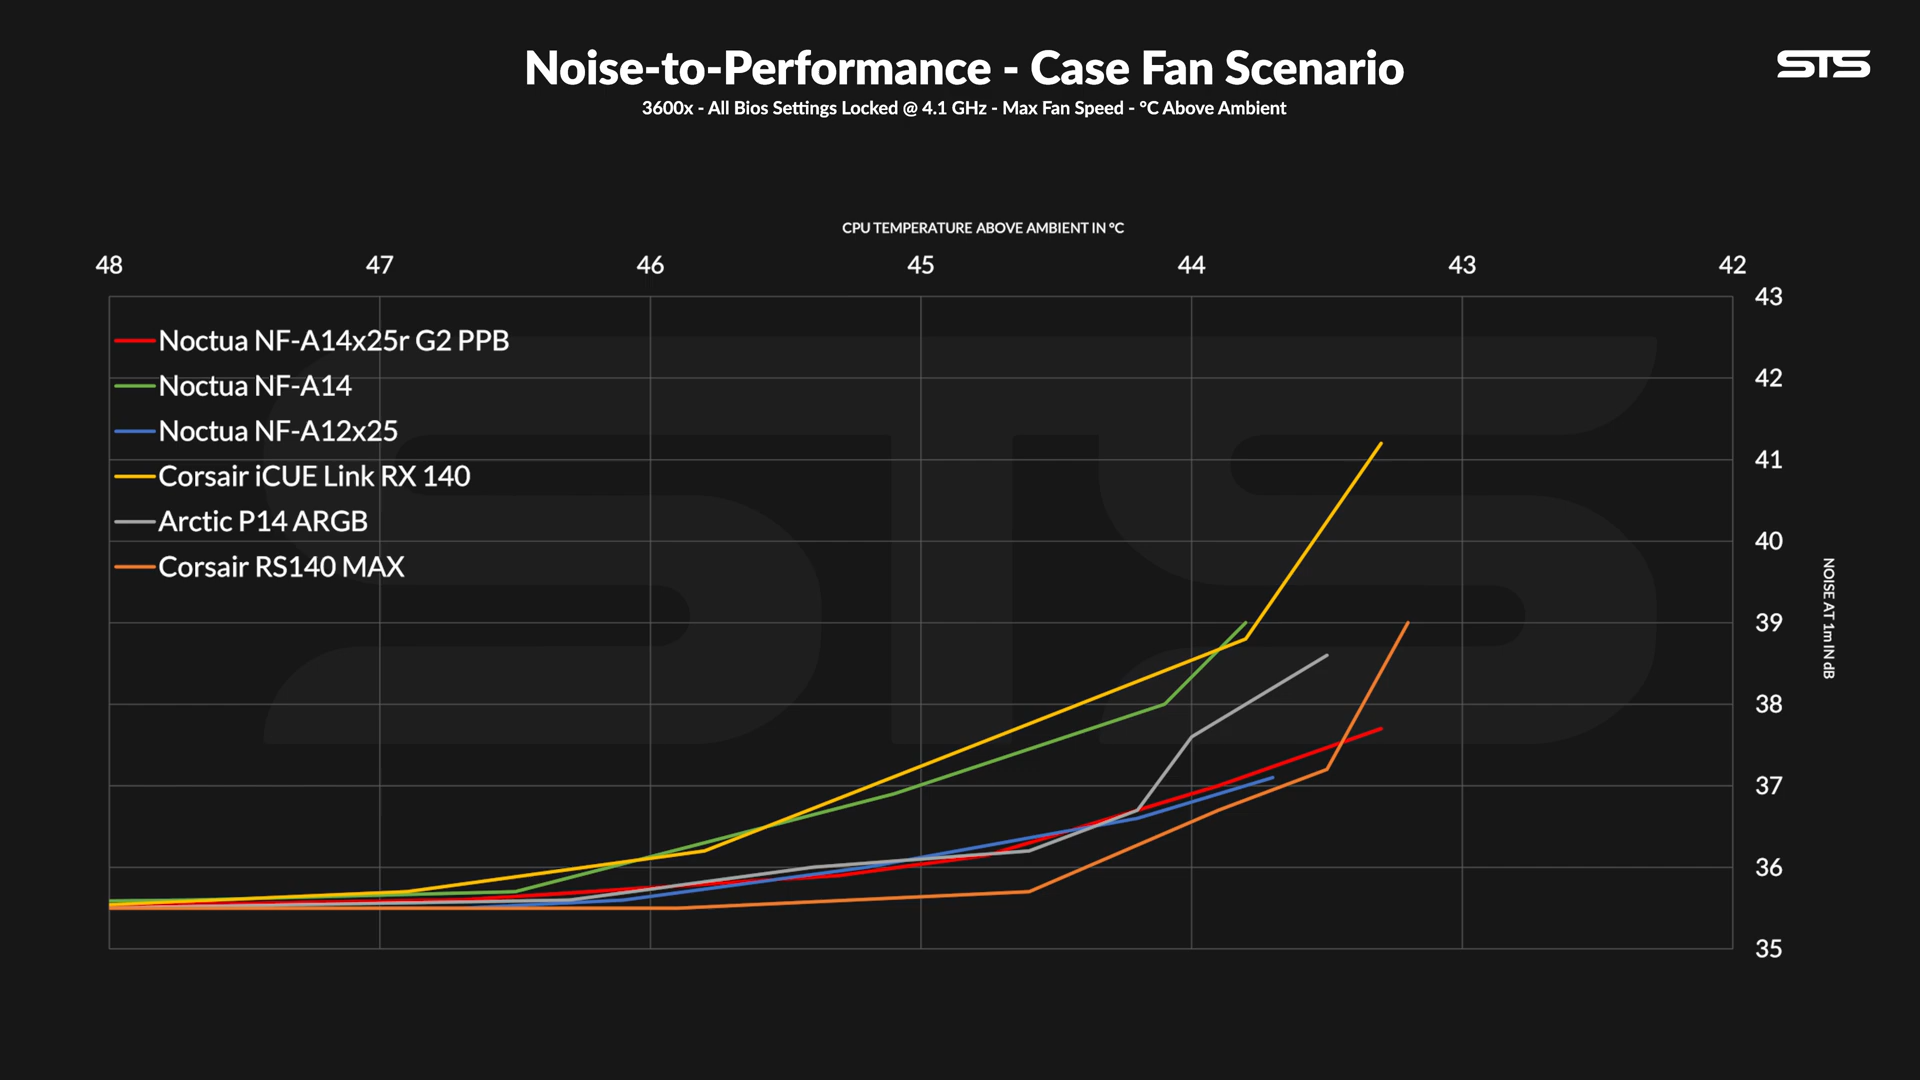 Noise-to-Performance - Case Fan Scenario
STS
3600x - All Bios Settings Locked @ 4.1 GHz - Max Fan Speed - °C Above Ambient
CPU TEMPERATURE ABOVE AMBIENT IN °C
48 47 46 45 44 43 42
43
Noctua NF-A14x25r G2 PPB
42
Noctua NF-A14
Noctua NF-A12x25
41
Corsair iCUE Link RX 140
Arctic P14 ARGB
40
Corsair RS140 MAX
39
38
37
36
35
NOISE AT 1m IN dB
STS